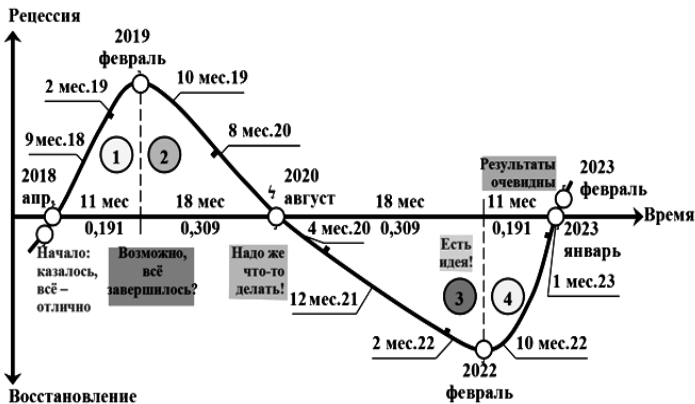 Рецессия
2019
февраль
10 мес.19
2 мес.19
9 мес.18
8 мес.20
1
2
2018
апр,
2020
август
Результаты
очевидны
2023
февраль
11 мес
18 мес
18 мес
11 мес
Время
0,191
0,309
4 мес.20
0,309
0,191
2023
январь
Начало:
казалось,
всё –
отлично
Возможно,
всё
завершилось?
Надо же
что-то
делать!
Есть
идея!
1 мес.23
12 мес.21
3
4
2 мес.22
10 мес.22
2022
февраль
Восстановление